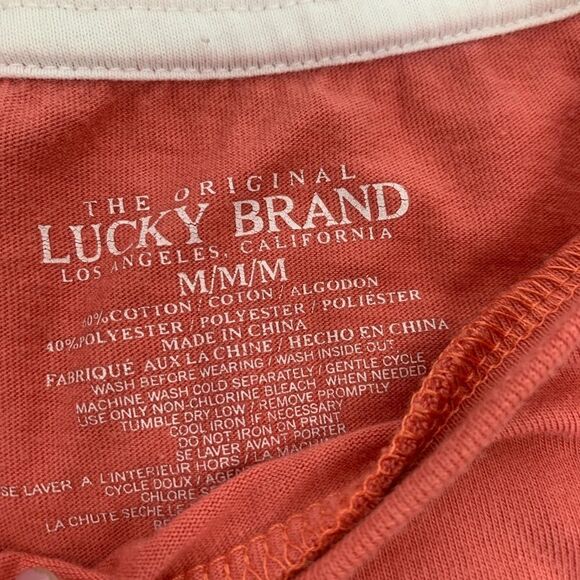 THE ORIGINAL
LUCKY BRAND
LOS ANGELES, CALIFORNIA
M/M/M
60%COTTON / COTON / ALGODON
40%POLYESTER / POLYESTER / POLIÉSTER
MADE IN CHINA
FABRIQUÉ AUX LA CHINE / HECHO EN CHINA
WASH BEFORE WEARING / WASH INSIDE OUT
MACHINE WASH COLD SEPARATELY / GENTLE CYCLE
USE ONLY NON-CHLORINE BLEACH WHEN NEEDED
TUMBLE DRY LOW / REMOVE PROMPTLY
COOL IRON IF NECESSARY
DO NOT IRON ON PRINT
SE LAVER AVANT PORTER
SE LAVER A L'INTERIEUR HORS / LA
CYCLE DOUX / AGEN
CHLORE
LA CHUTE SECHE LE